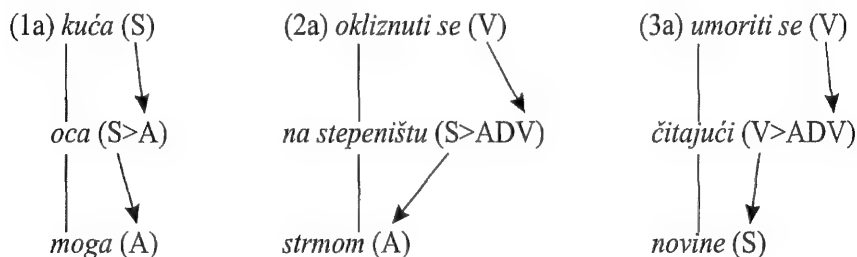 (1a) kuća (S) (2a) okliznuti se (V) (3a) umoriti se (V)
oca (S>A) na stepeništu (S>ADV) čitajući (V>ADV)
moga (A) strmom (A) novine (S)